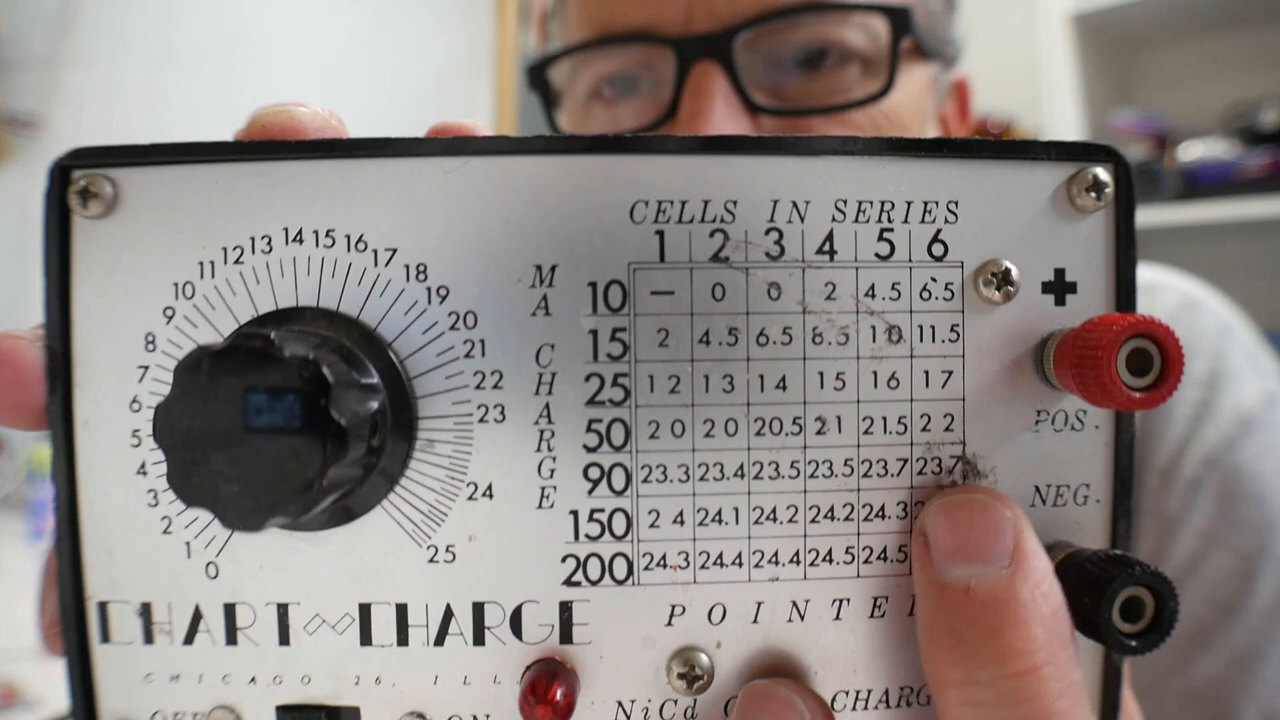 CELLS IN SERIES
1 2 3 4 5 6
MA CHARGE
10 — 0 0 2 4.5 6.5
15 2 4.5 6.5 8.5 10 11.5
25 12 13 14 15 16 17
50 20 20 20.5 21 21.5 22
90 23.3 23.4 23.5 23.5 23.7 23.7
150 24 24.1 24.2 24.2 24.3
200 24.3 24.4 24.4 24.5 24.5
+
POS.
NEG.
0 1 2 3 4 5 6 7 8 9 10 11 12 13 14 15 16 17 18 19 20 21 22 23 24 25
CHART CHARGE
CHICAGO 26, ILL
OFF ON
NiCd